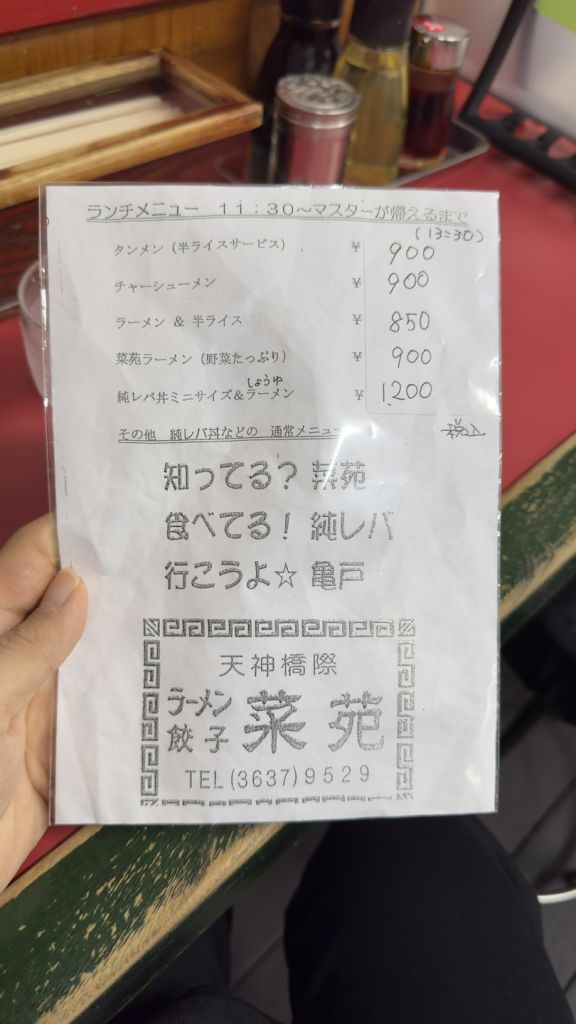 ランチメニュー　11：30～マスターが帰えるまで
(13:30)
タンメン（半ライスサービス）　¥ 900
チャーシューメン　¥ 900
ラーメン ＆ 半ライス　¥ 850
菜苑ラーメン（野菜たっぷり）　¥ 900
しょうゆ
純レバ丼ミニサイズ＆ラーメン　¥ 1,200
その他　純レバ丼などの　通常メニュー
税込
知ってる？ 菜苑
食べてる！ 純レバ
行こうよ☆ 亀戸
天神橋際
ラーメン
餃子
菜苑
TEL(3637)9529